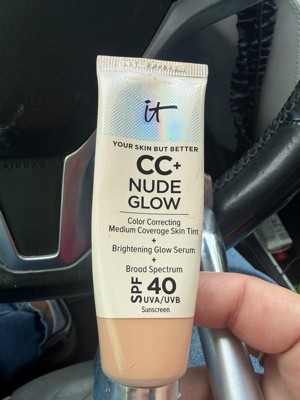 it
YOUR SKIN BUT BETTER
CC+
NUDE
GLOW
Color Correcting
Medium Coverage Skin Tint
+
Brightening Glow Serum
+
Broad Spectrum
SPF 40
UVA/UVB
Sunscreen
AIRBAG